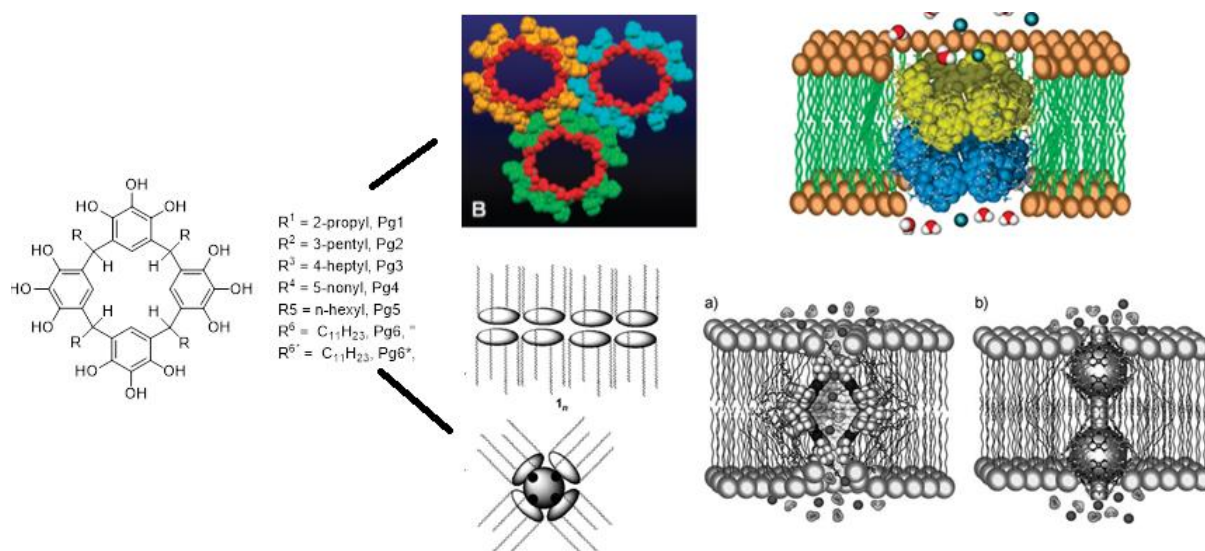 OH
HO OH
R R
HO OH
H H
HO OH
H H
HO OH
R R
HO OH
OH
R¹ = 2-propyl, Pg1
R² = 3-pentyl, Pg2
R³ = 4-heptyl, Pg3
R⁴ = 5-nonyl, Pg4
R5 = n-hexyl, Pg5
R⁶ = C₁₁H₂₃, Pg6,
R⁶* = C₁₁H₂₃, Pg6*,
B
1ₙ
a)
b)